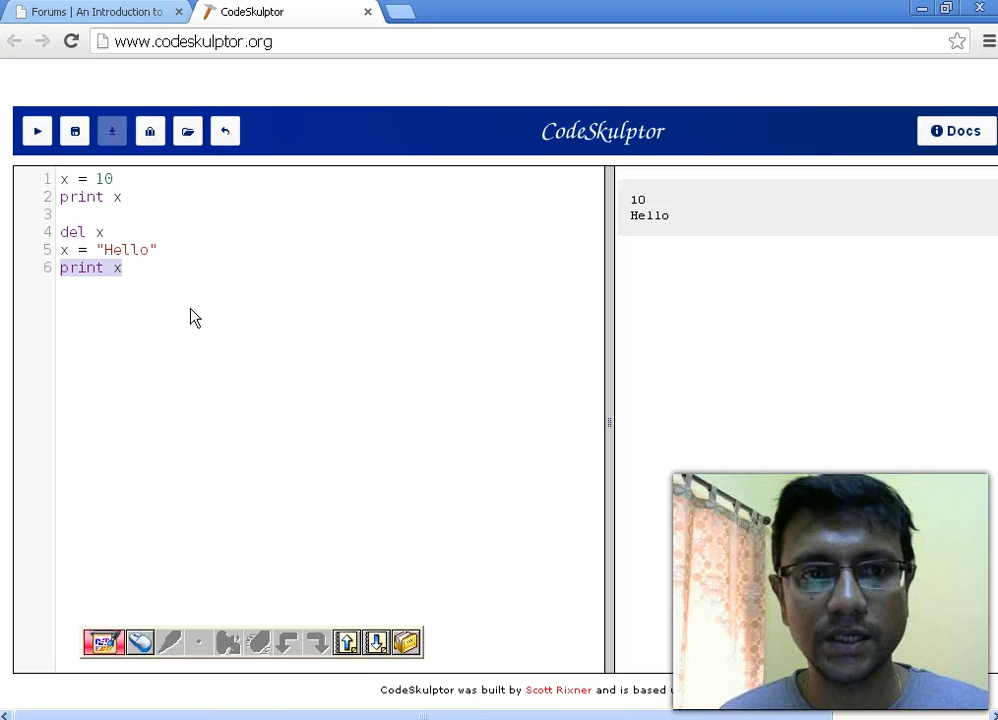 Forums | An Introduction to
CodeSkulptor
www.codeskulptor.org
CodeSkulptor
Docs
1 x = 10
2 print x
3
4 del x
5 x = "Hello"
6 print x
10
Hello
CodeSkulptor was built by Scott Rixner and is based